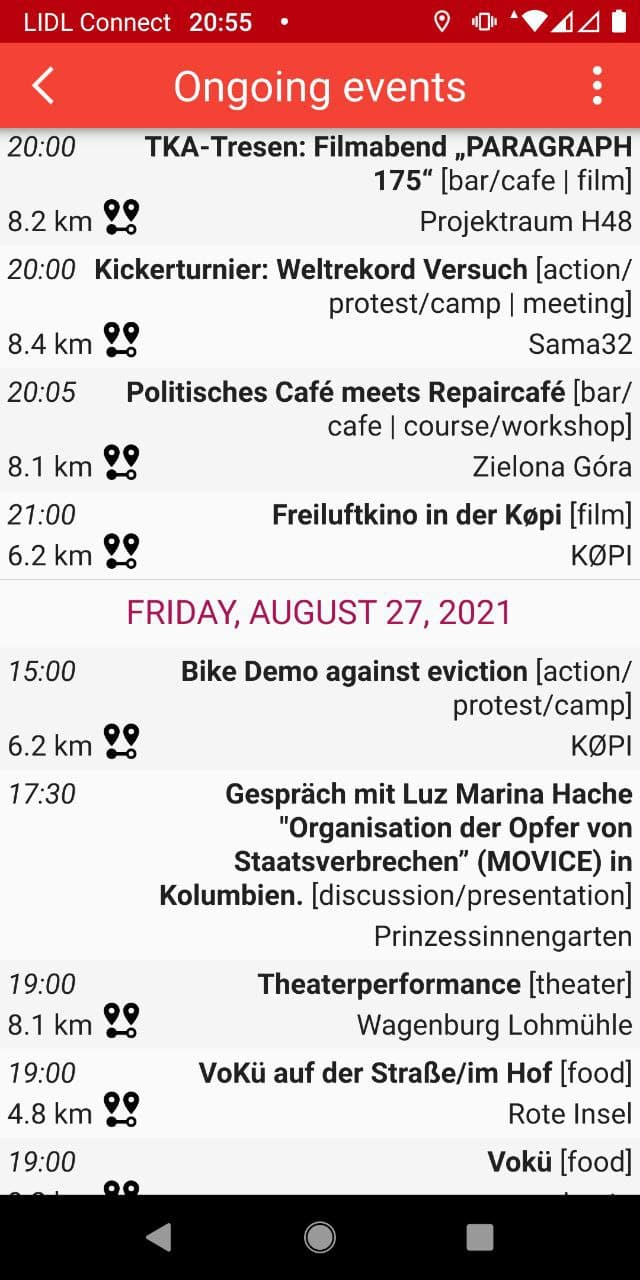 LIDL Connect 20:55
Ongoing events
20:00 TKA-Tresen: Filmabend „PARAGRAPH
175“ [bar/cafe | film]
8.2 km Projektraum H48
20:00 Kickerturnier: Weltrekord Versuch [action/
protest/camp | meeting]
8.4 km Sama32
20:05 Politisches Café meets Repaircafé [bar/
cafe | course/workshop]
8.1 km Zielona Góra
21:00 Freiluftkino in der Køpi [film]
6.2 km KØPI
FRIDAY, AUGUST 27, 2021
15:00 Bike Demo against eviction [action/
protest/camp]
6.2 km KØPI
17:30 Gespräch mit Luz Marina Hache
"Organisation der Opfer von
Staatsverbrechen” (MOVICE) in
Kolumbien. [discussion/presentation]
Prinzessinnengarten
19:00 Theaterperformance [theater]
8.1 km Wagenburg Lohmühle
19:00 VoKü auf der Straße/im Hof [food]
4.8 km Rote Insel
19:00 Vokü [food]